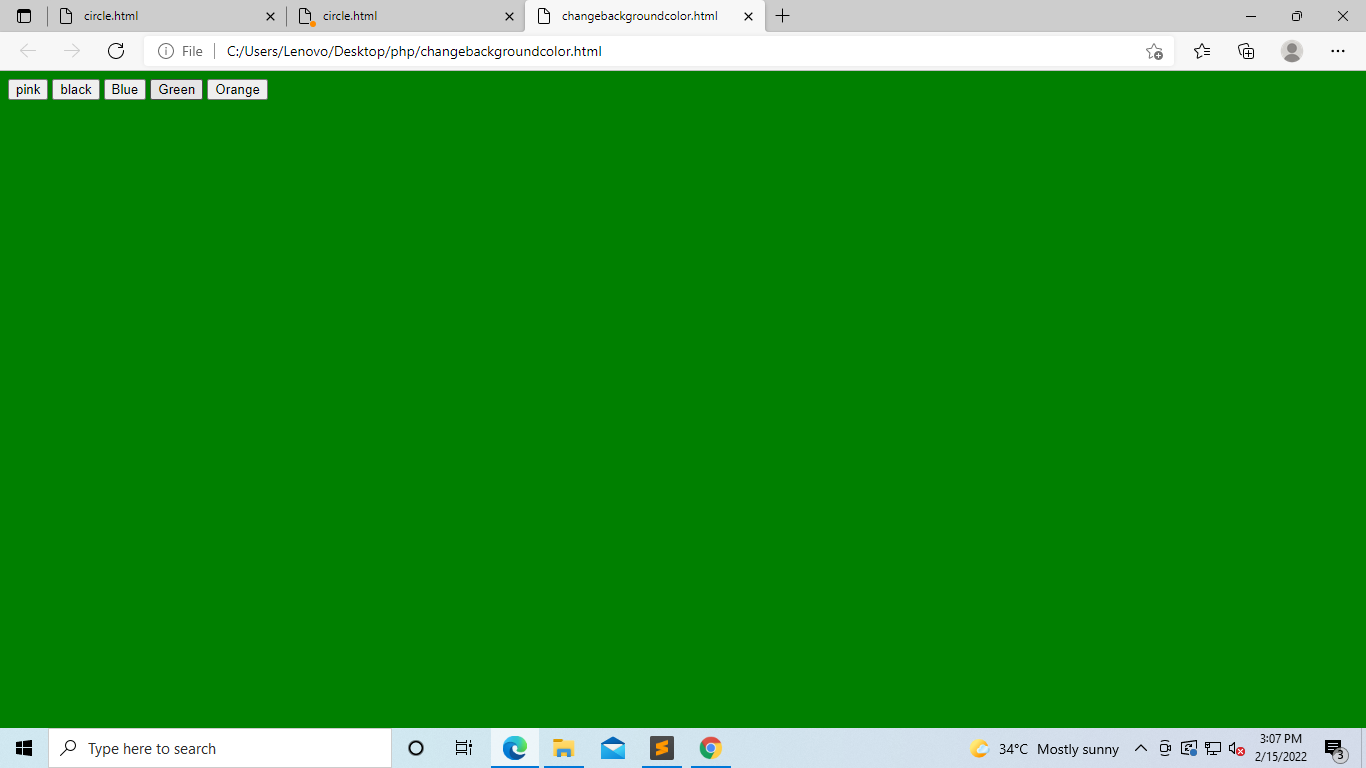 circle.html circle.html changebackgroundcolor.html
File C:/Users/Lenovo/Desktop/php/changebackgroundcolor.html
pink black Blue Green Orange
Type here to search 34°C Mostly sunny 3:07 PM
2/15/2022 3